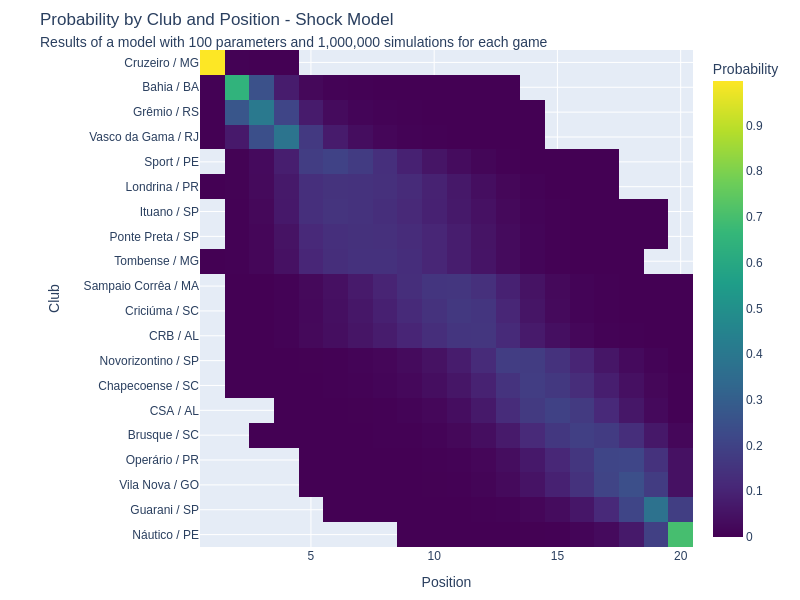 Probability by Club and Position - Shock Model
Results of a model with 100 parameters and 1,000,000 simulations for each game
Cruzeiro / MG
Bahia / BA
Grêmio / RS
Vasco da Gama / RJ
Sport / PE
Londrina / PR
Ituano / SP
Ponte Preta / SP
Tombense / MG
Sampaio Corrêa / MA
Criciúma / SC
CRB / AL
Novorizontino / SP
Chapecoense / SC
CSA / AL
Brusque / SC
Operário / PR
Vila Nova / GO
Guarani / SP
Náutico / PE
Club
5
10
15
20
Position
Probability
0.9
0.8
0.7
0.6
0.5
0.4
0.3
0.2
0.1
0